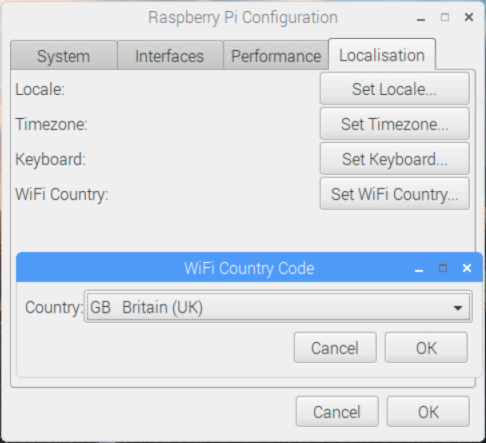 Raspberry Pi Configuration
System Interfaces Performance Localisation
Locale: Set Locale...
Timezone: Set Timezone...
Keyboard: Set Keyboard...
WiFi Country: Set WiFi Country...
WiFi Country Code
Country: GB Britain (UK)
Cancel OK
Cancel OK